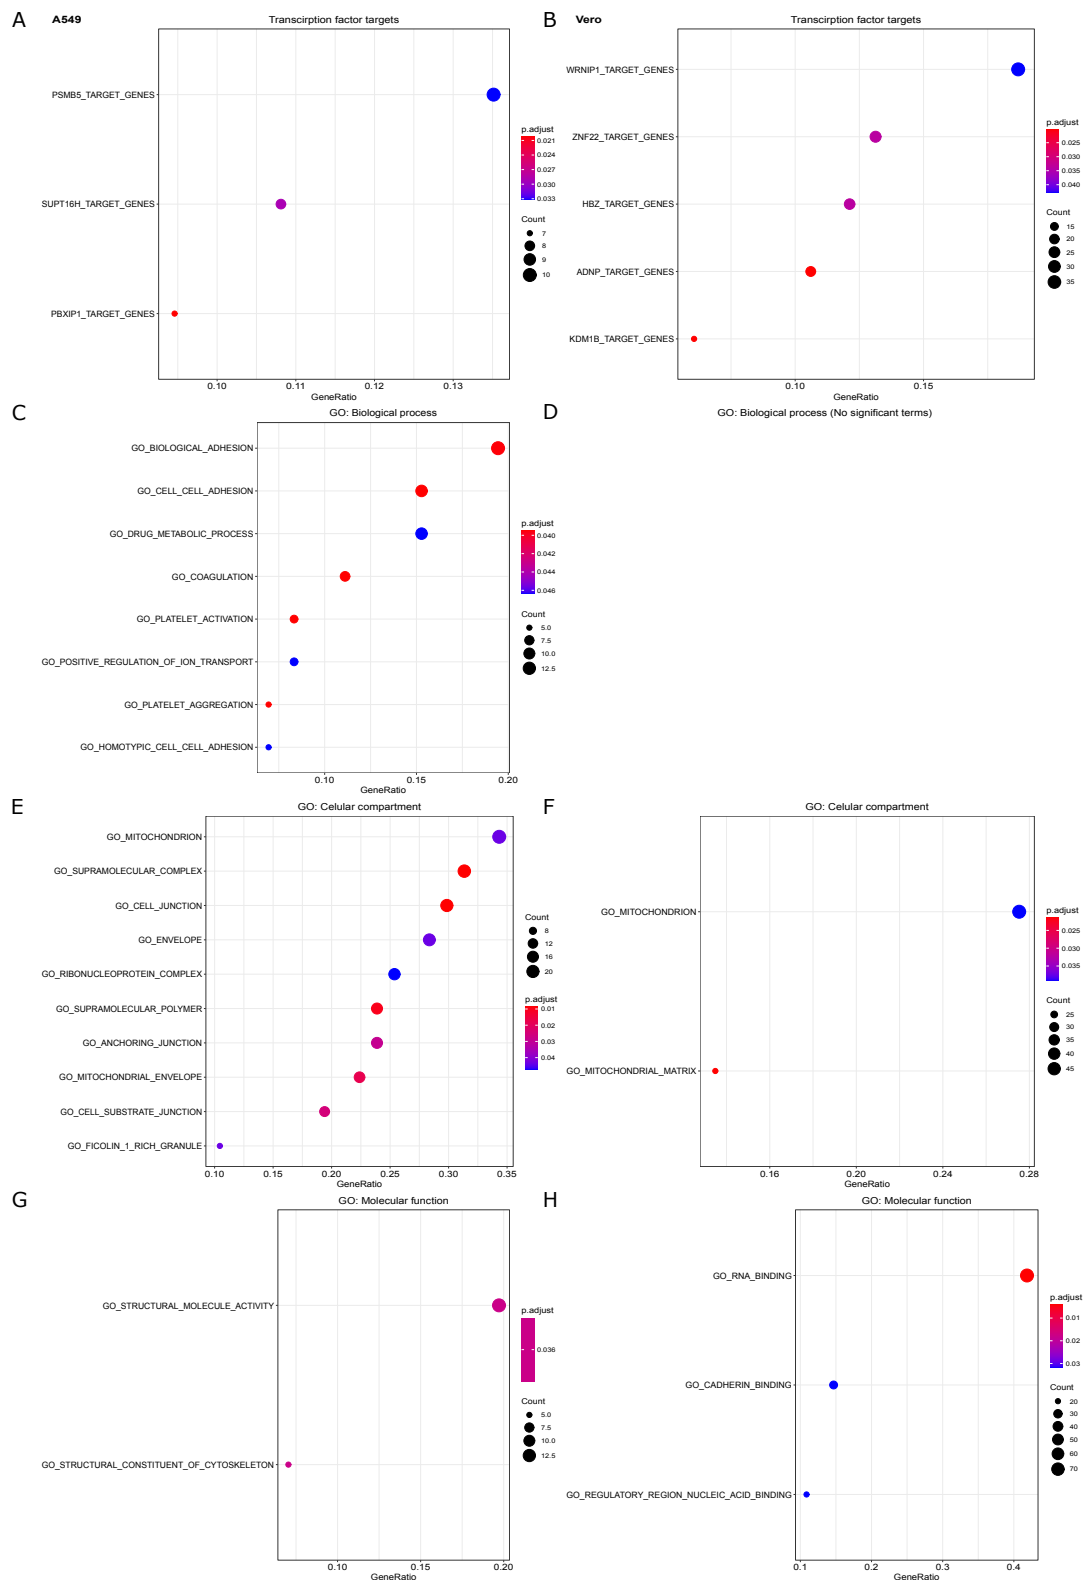 A
A549
Transcirption factor targets
PSMB5_TARGET_GENES
SUPT16H_TARGET_GENES
PBXIP1_TARGET_GENES
0.10
0.11
0.12
0.13
GeneRatio
p.adjust
0.021
0.024
0.027
0.030
0.033
Count
7
8
9
10
B
Vero
Transcirption factor targets
WRNIP1_TARGET_GENES
ZNF22_TARGET_GENES
HBZ_TARGET_GENES
ADNP_TARGET_GENES
KDM1B_TARGET_GENES
0.10
0.15
GeneRatio
p.adjust
0.025
0.030
0.035
0.040
Count
15
20
25
30
35
C
GO: Biological process
GO_BIOLOGICAL_ADHESION
GO_CELL_CELL_ADHESION
GO_DRUG_METABOLIC_PROCESS
GO_COAGULATION
GO_PLATELET_ACTIVATION
GO_POSITIVE_REGULATION_OF_ION_TRANSPORT
GO_PLATELET_AGGREGATION
GO_HOMOTYPIC_CELL_CELL_ADHESION
0.10
0.15
0.20
GeneRatio
p.adjust
0.040
0.042
0.044
0.046
Count
5.0
7.5
10.0
12.5
D
GO: Biological process (No significant terms)
E
GO: Celular compartment
GO_MITOCHONDRION
GO_SUPRAMOLECULAR_COMPLEX
GO_CELL_JUNCTION
GO_ENVELOPE
GO_RIBONUCLEOPROTEIN_COMPLEX
GO_SUPRAMOLECULAR_POLYMER
GO_ANCHORING_JUNCTION
GO_MITOCHONDRIAL_ENVELOPE
GO_CELL_SUBSTRATE_JUNCTION
GO_FICOLIN_1_RICH_GRANULE
0.10
0.15
0.20
0.25
0.30
0.35
GeneRatio
Count
8
12
16
20
p.adjust
0.01
0.02
0.03
0.04
F
GO: Celular compartment
GO_MITOCHONDRION
GO_MITOCHONDRIAL_MATRIX
0.16
0.20
0.24
0.28
GeneRatio
p.adjust
0.025
0.030
0.035
Count
25
30
35
40
45
G
GO: Molecular function
GO_STRUCTURAL_MOLECULE_ACTIVITY
GO_STRUCTURAL_CONSTITUENT_OF_CYTOSKELETON
0.10
0.15
0.20
GeneRatio
p.adjust
0.036
Count
5.0
7.5
10.0
12.5
H
GO: Molecular function
GO_RNA_BINDING
GO_CADHERIN_BINDING
GO_REGULATORY_REGION_NUCLEIC_ACID_BINDING
0.1
0.2
0.3
0.4
GeneRatio
p.adjust
0.01
0.02
0.03
Count
20
30
40
50
60
70